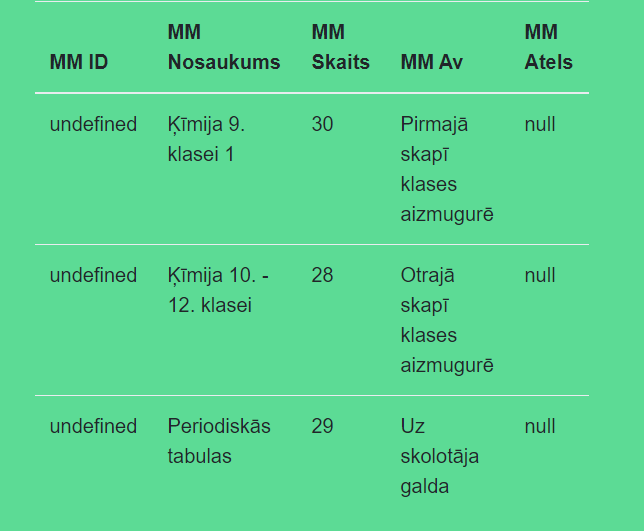 MM ID
MM
Nosaukums
MM
Skaits
MM Av
MM
Atels
undefined
Ķīmija 9.
klasei 1
30
Pirmajā
skapī
klases
aizmugurē
null
undefined
Ķīmija 10. -
12. klasei
28
Otrajā
skapī
klases
aizmugurē
null
undefined
Periodiskās
tabulas
29
Uz
skolotāja
galda
null